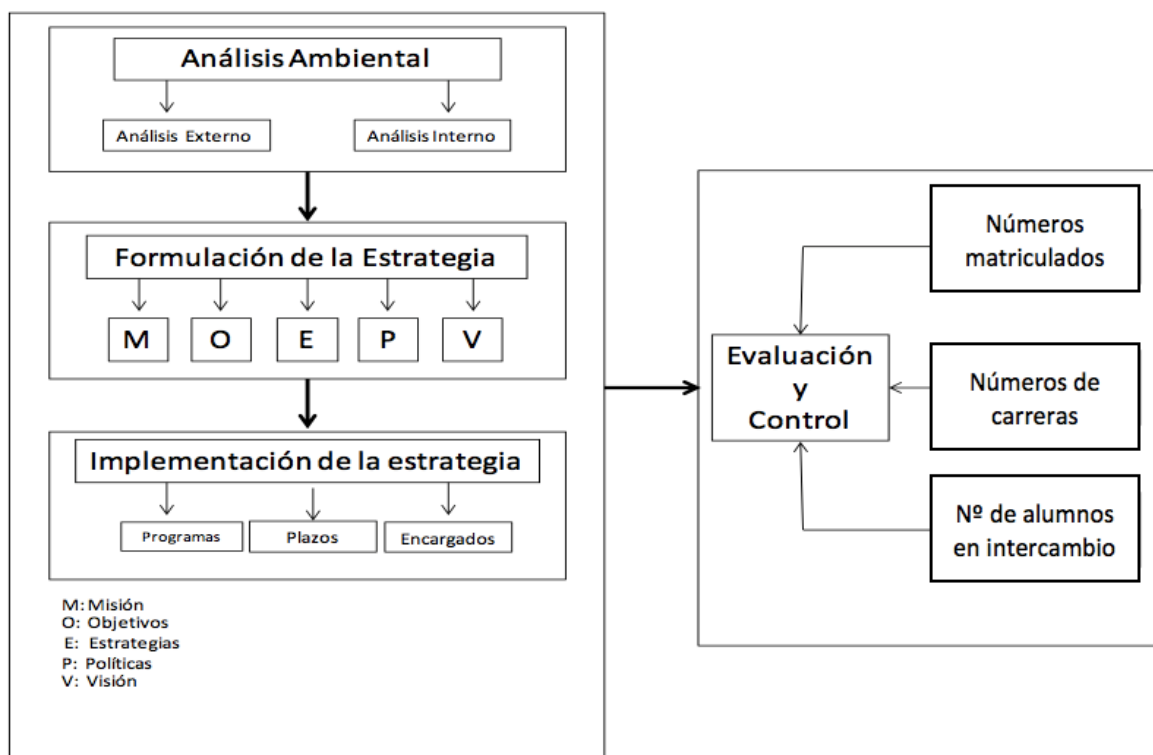 Análisis Ambiental
Análisis Externo
Análisis Interno
Formulación de la Estrategia
M
O
E
P
V
Implementación de la estrategia
Programas
Plazos
Encargados
M: Misión
O: Objetivos
E: Estrategias
P: Políticas
V: Visión
Evaluación
y
Control
Números
matriculados
Números de
carreras
Nº de alumnos
en intercambio